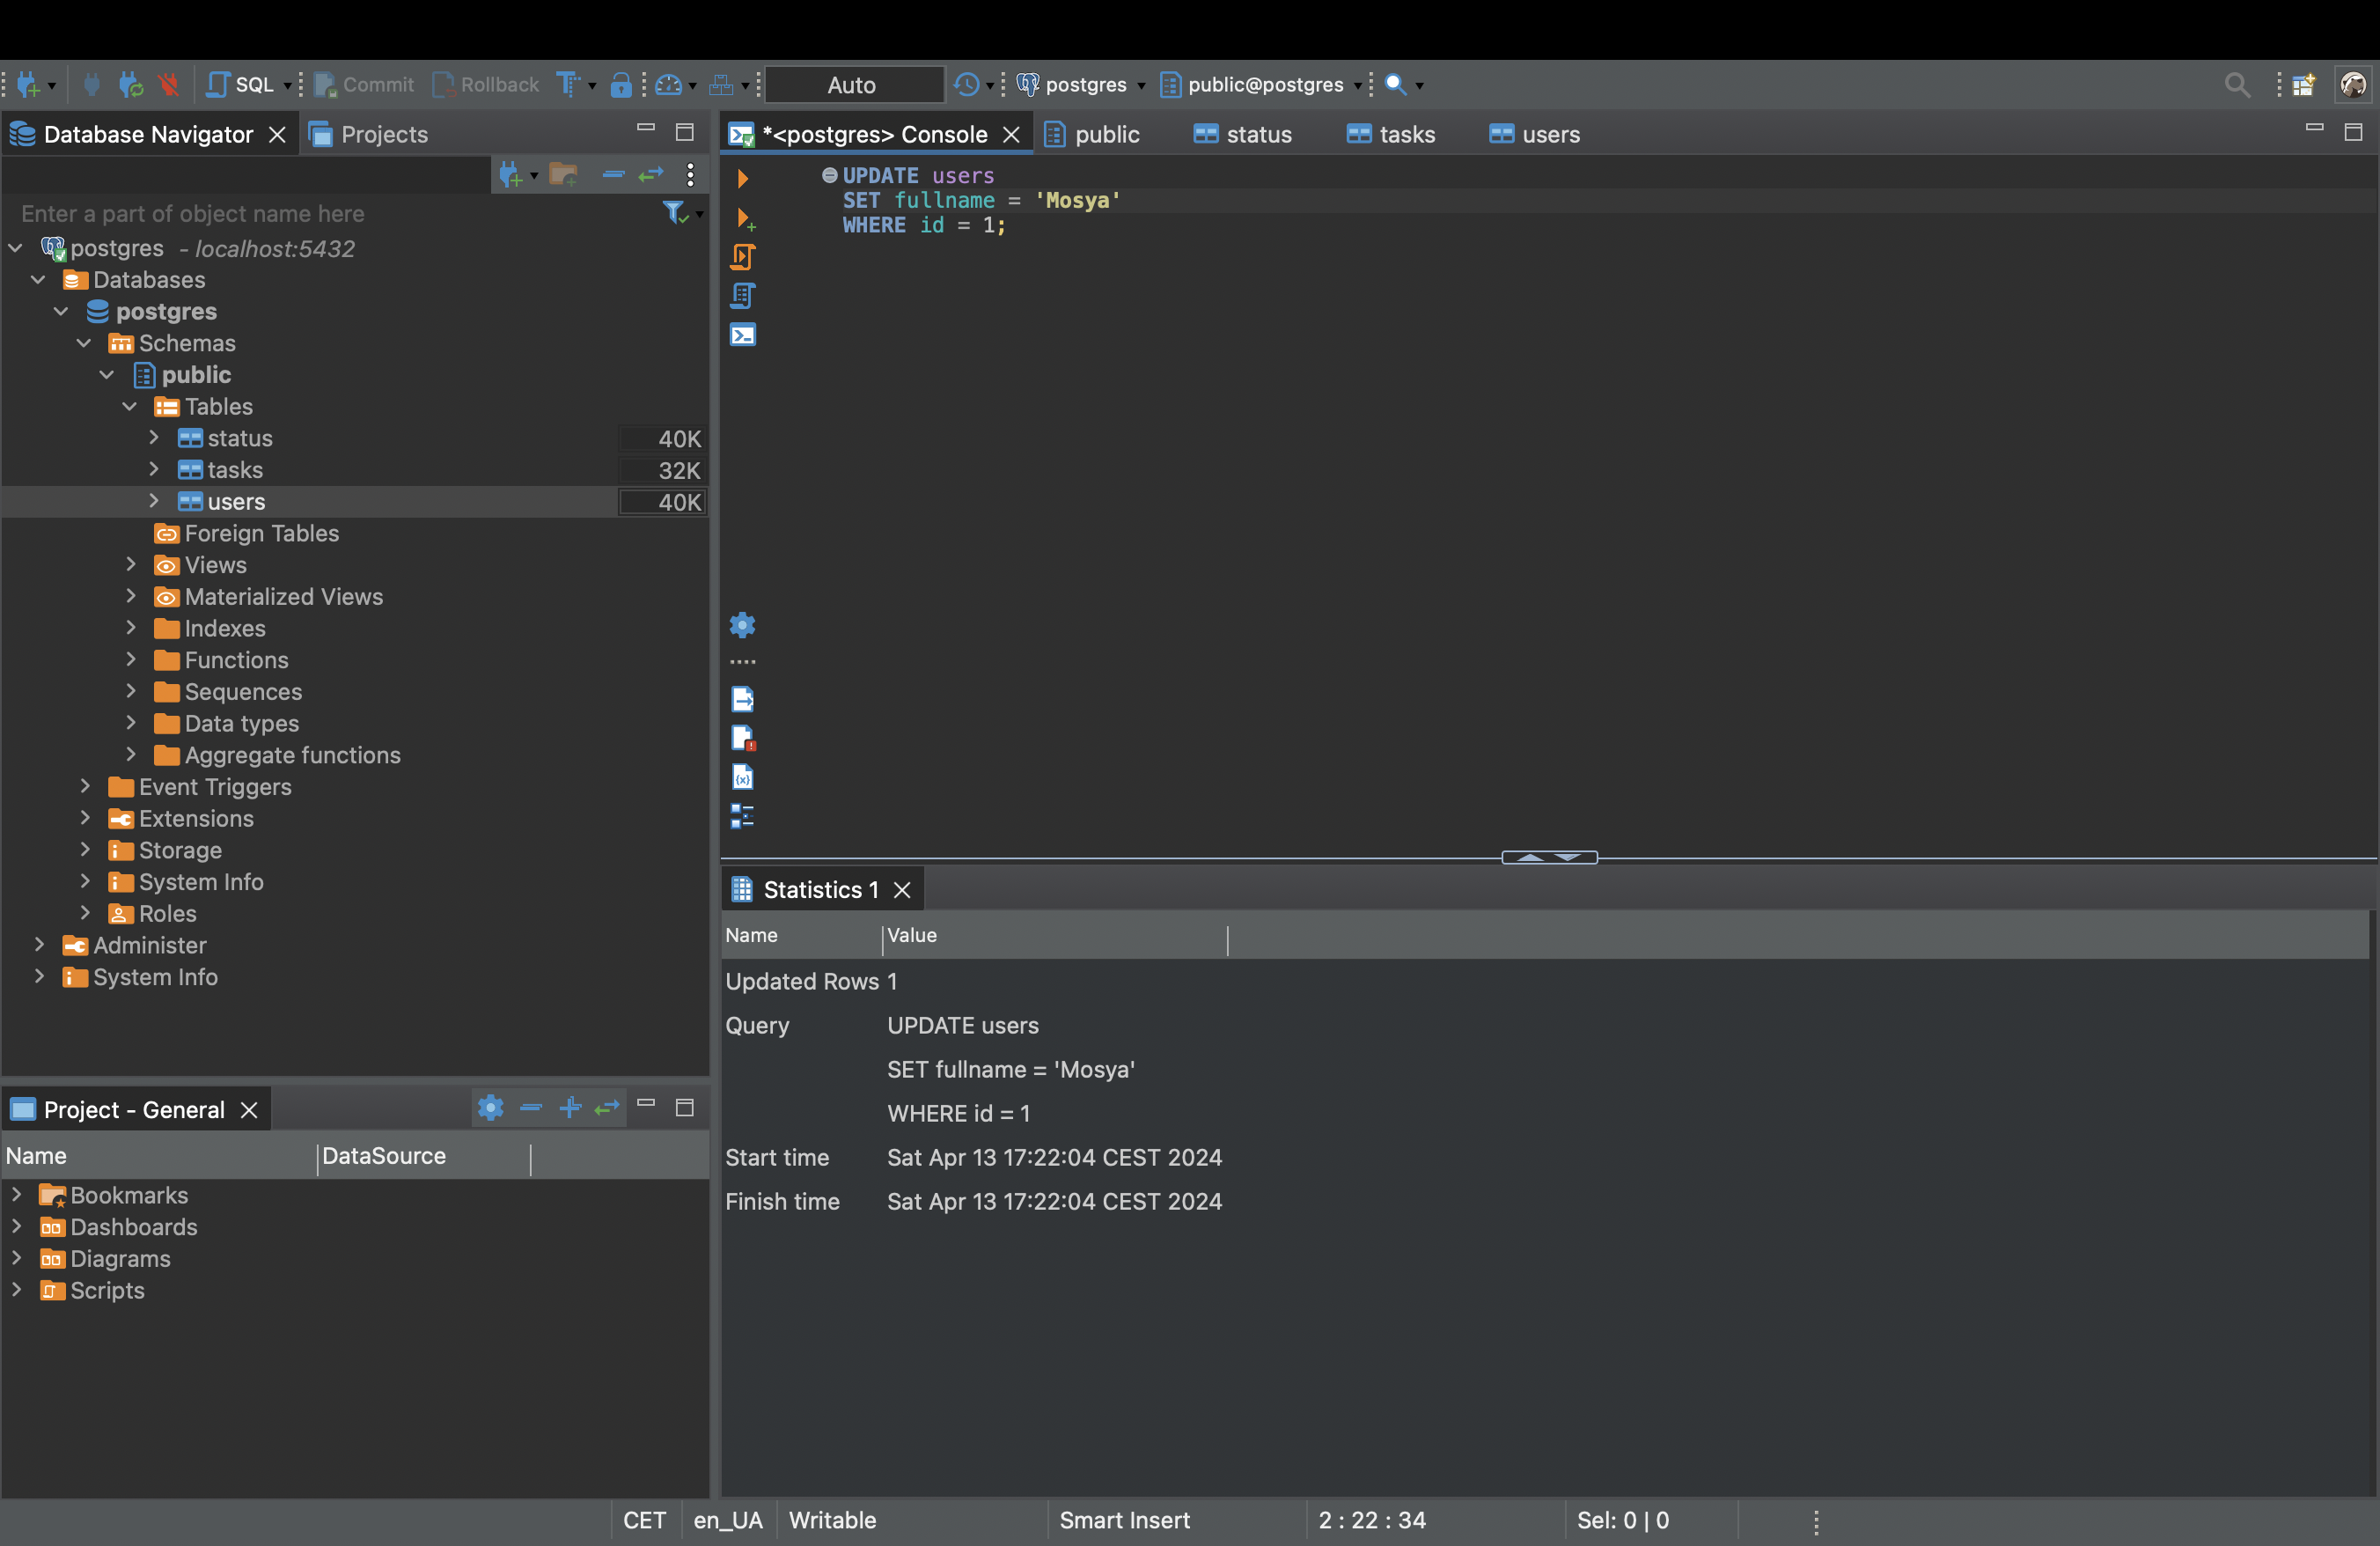 SQL
Commit
Rollback
Auto
postgres
public@postgres
Database Navigator
Projects
Enter a part of object name here
postgres - localhost:5432
Databases
postgres
Schemas
public
Tables
status 40K
tasks 32K
users 40K
Foreign Tables
Views
Materialized Views
Indexes
Functions
Sequences
Data types
Aggregate functions
Event Triggers
Extensions
Storage
System Info
Roles
Administer
System Info
Project - General
Name DataSource
Bookmarks
Dashboards
Diagrams
Scripts
*<postgres> Console
public
status
tasks
users
UPDATE users
SET fullname = 'Mosya'
WHERE id = 1;
Statistics 1
Name Value
Updated Rows 1
Query UPDATE users
SET fullname = 'Mosya'
WHERE id = 1
Start time Sat Apr 13 17:22:04 CEST 2024
Finish time Sat Apr 13 17:22:04 CEST 2024
CET en_UA Writable Smart Insert 2 : 22 : 34 Sel: 0 | 0